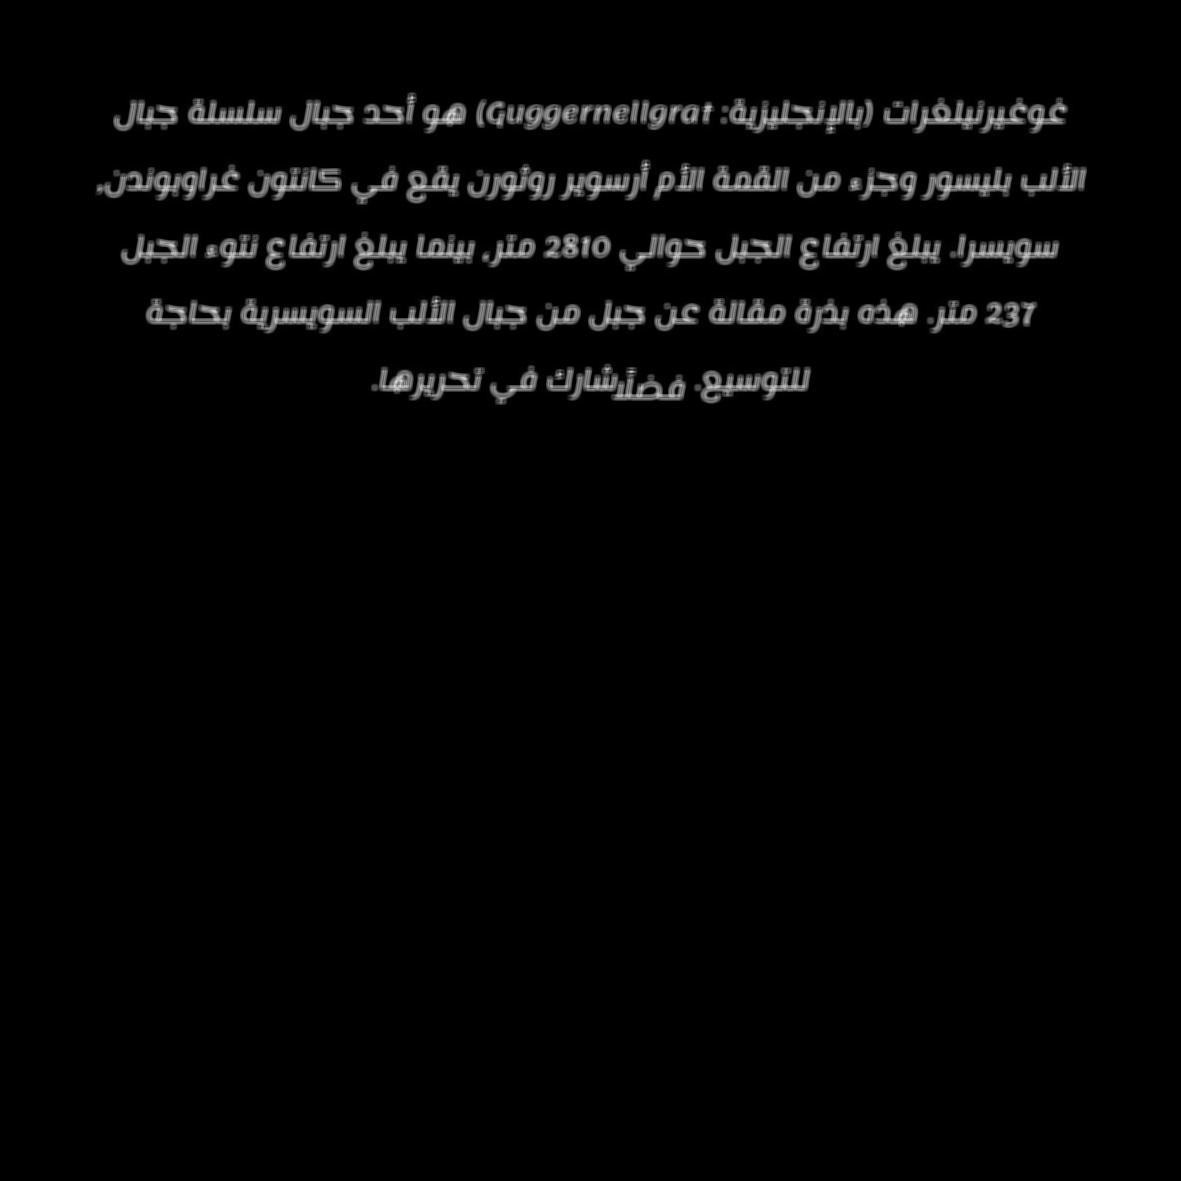 غوغيرنيلغرات (بالإنجليزية: Guggernellgrat) هو أحد جبال سلسلة جبال
الألب بليسور وجزء من القمة الأم أرسوير روثورن يقع في كانتون غراوبوندن,
سويسرا. يبلغ ارتفاع الجبل حوالي 2810 متر, بينما يبلغ ارتفاع نتوء الجبل
237 متر. هذه بذرة مقالة عن جبل من جبال الألب السويسرية بحاجة
للتوسيع. فضلًا شارك في تحريرها.